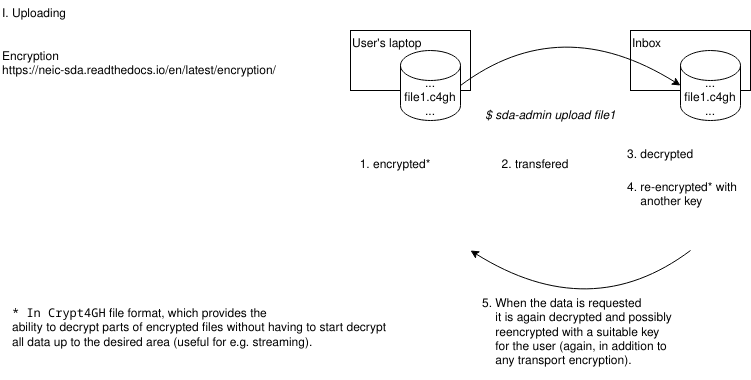 I. Uploading
Encryption
https://neic-sda.readthedocs.io/en/latest/encryption/
User's laptop
...
file1.c4gh
...
Inbox
...
file1.c4gh
...
$ sda-admin upload file1
1. encrypted*
2. transfered
3. decrypted
4. re-encrypted* with
another key
5. When the data is requested
it is again decrypted and possibly
reencrypted with a suitable key
for the user (again, in addition to
any transport encryption).
* In Crypt4GH file format, which provides the
ability to decrypt parts of encrypted files without having to start decrypt
all data up to the desired area (useful for e.g. streaming).